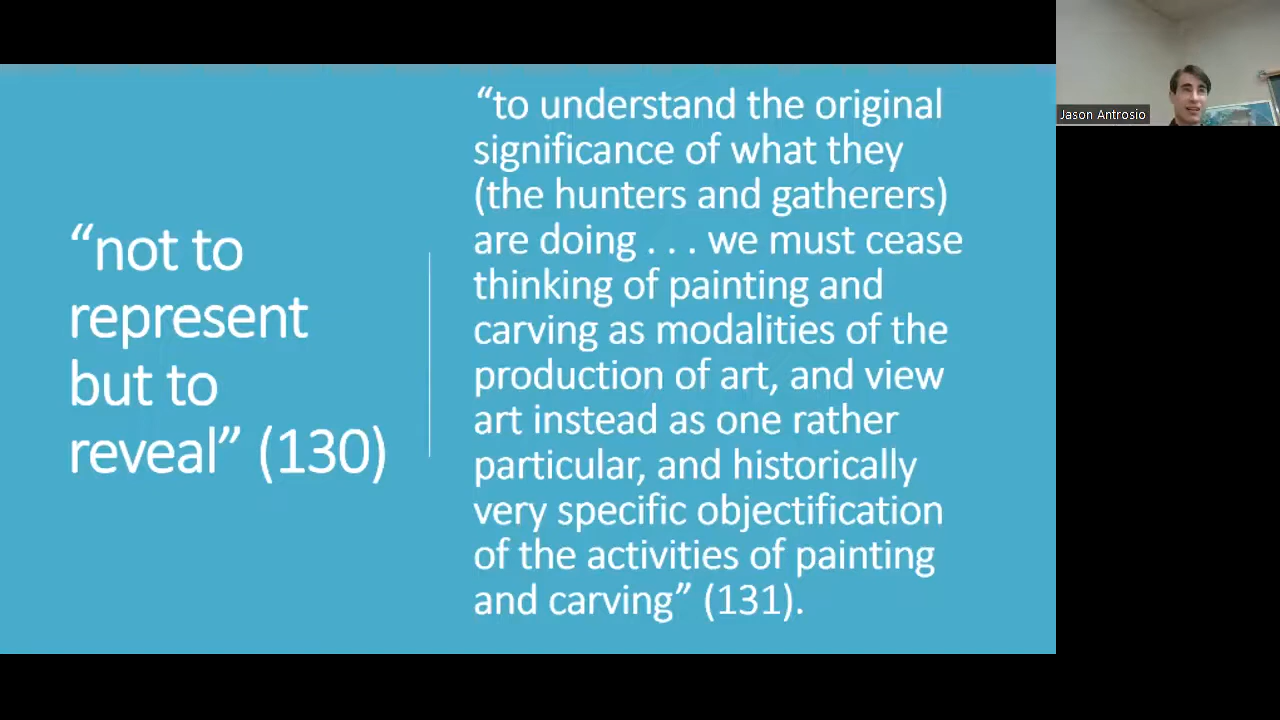 “not to
represent
but to
reveal” (130)
“to understand the original
significance of what they
(the hunters and gatherers)
are doing . . . we must cease
thinking of painting and
carving as modalities of the
production of art, and view
art instead as one rather
particular, and historically
very specific objectification
of the activities of painting
and carving” (131).
Jason Antrosio